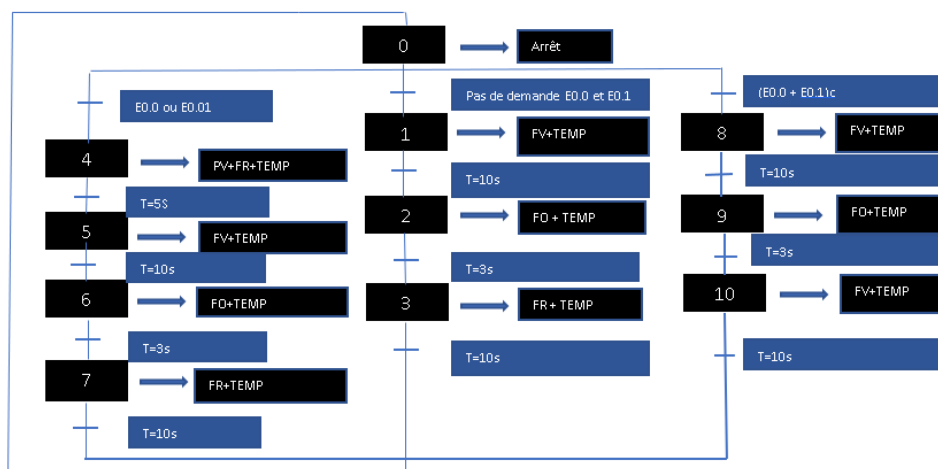 0
Arrêt
E0.0 ou E0.01
Pas de demande E0.0 et E0.1
(E0.0 + E0.1)c
4
PV+FR+TEMP
1
FV+TEMP
8
FV+TEMP
T=5S
T=10s
T=10s
5
FV+TEMP
2
FO + TEMP
9
FO+TEMP
T=10s
T=3s
T=3s
6
FO+TEMP
3
FR+ TEMP
10
FV+TEMP
T=3s
T=10s
T=10s
7
FR+TEMP
T=10s